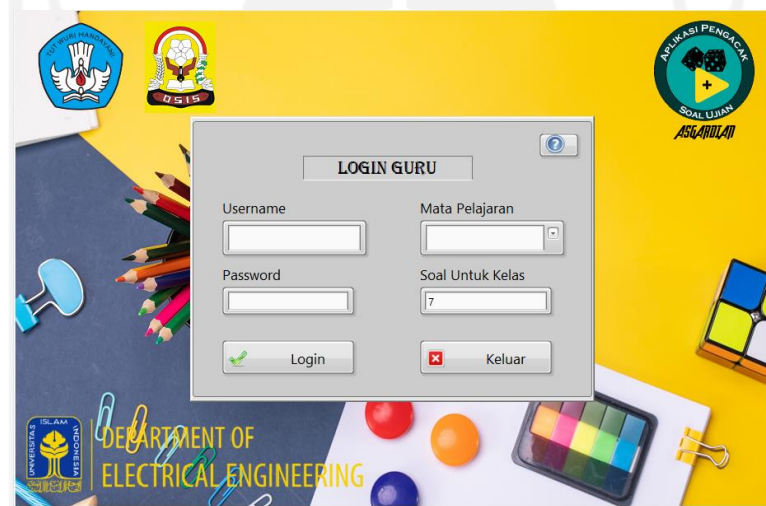 TUT WURI HANDAYANI
OSIS
APLIKASI PENGACAK
SOAL UJIAN
ASGARDIAN
LOGIN GURU
Username
Mata Pelajaran
Password
Soal Untuk Kelas
7
Login
Keluar
UNIVERSITAS ISLAM INDONESIA
DEPARTMENT OF
ELECTRICAL ENGINEERING